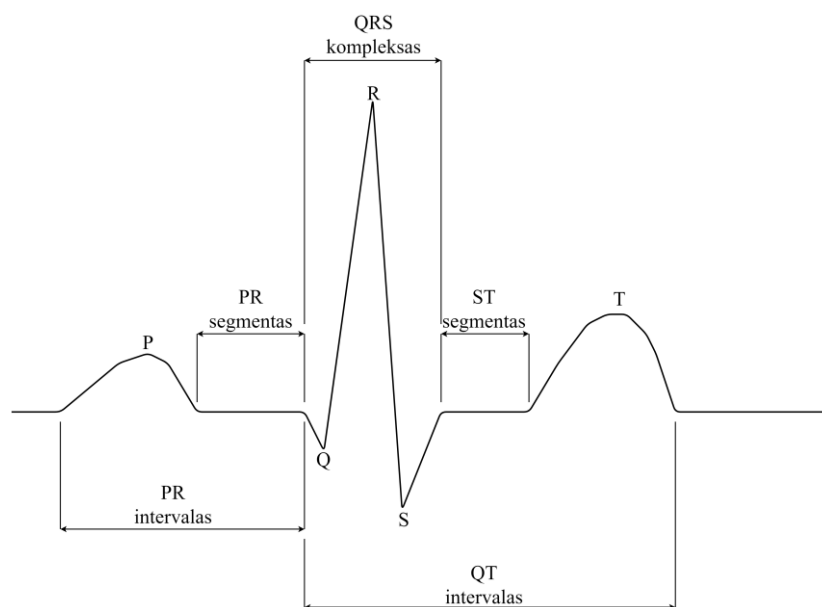 QRS
kompleksas
R
PR
segmentas
ST
segmentas
T
P
Q
S
PR
intervalas
QT
intervalas